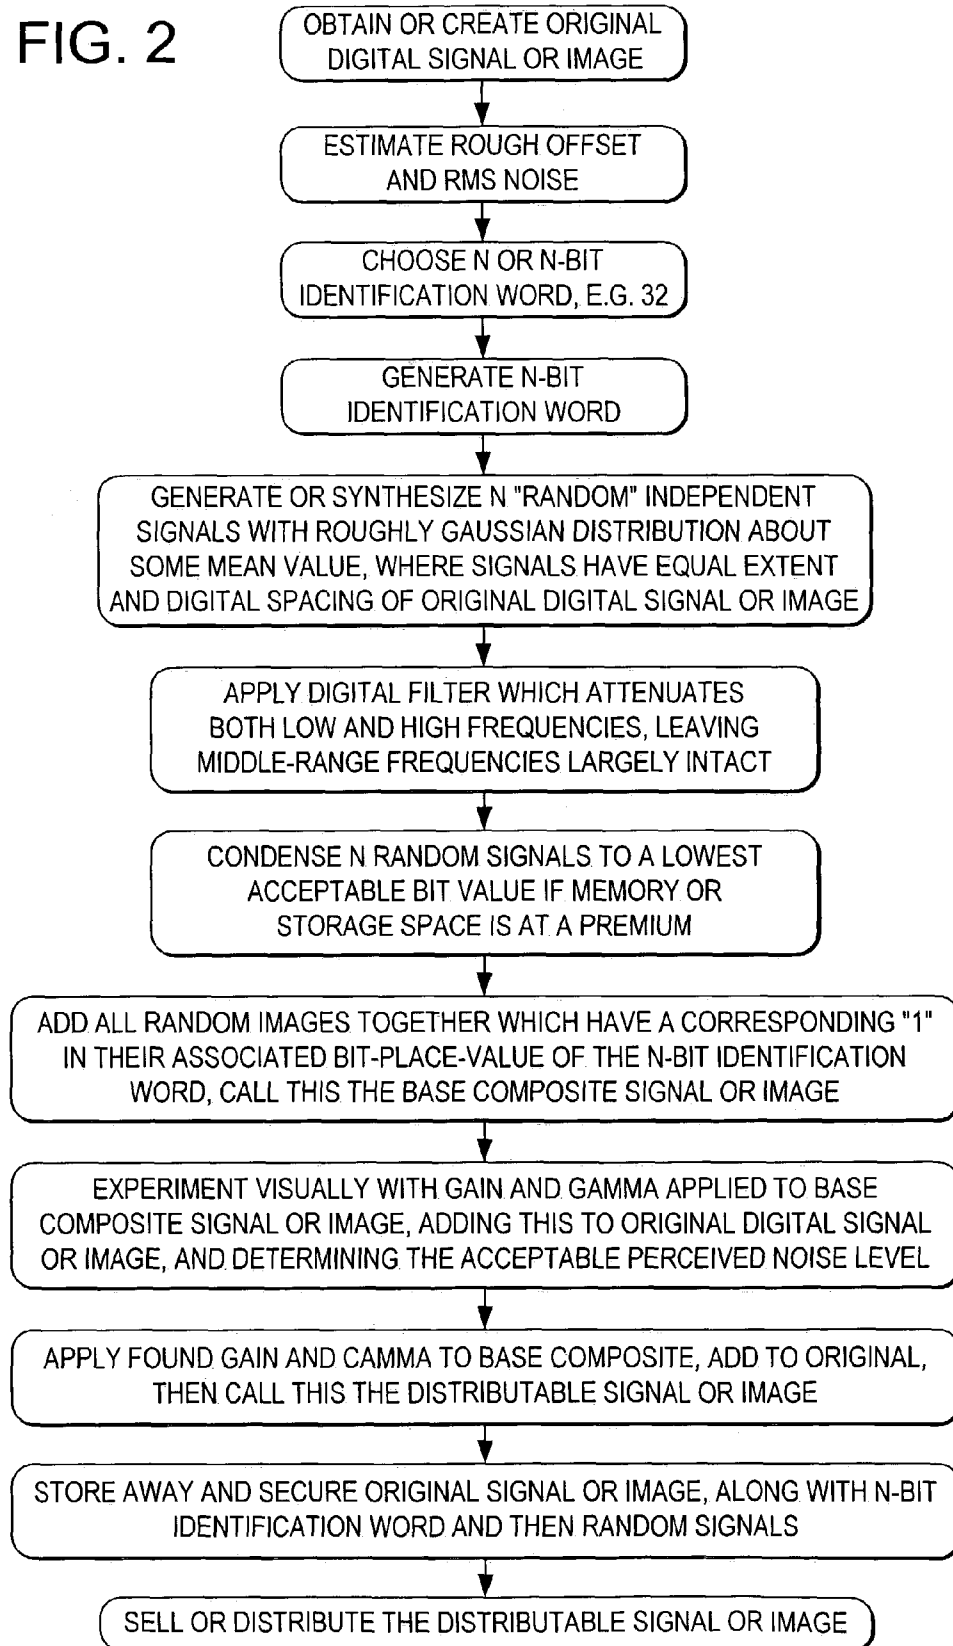 FIG. 2
OBTAIN OR CREATE ORIGINAL
DIGITAL SIGNAL OR IMAGE
ESTIMATE ROUGH OFFSET
AND RMS NOISE
CHOOSE N OR N-BIT
IDENTIFICATION WORD, E.G. 32
GENERATE N-BIT
IDENTIFICATION WORD
GENERATE OR SYNTHESIZE N "RANDOM" INDEPENDENT
SIGNALS WITH ROUGHLY GAUSSIAN DISTRIBUTION ABOUT
SOME MEAN VALUE, WHERE SIGNALS HAVE EQUAL EXTENT
AND DIGITAL SPACING OF ORIGINAL DIGITAL SIGNAL OR IMAGE
APPLY DIGITAL FILTER WHICH ATTENUATES
BOTH LOW AND HIGH FREQUENCIES, LEAVING
MIDDLE-RANGE FREQUENCIES LARGELY INTACT
CONDENSE N RANDOM SIGNALS TO A LOWEST
ACCEPTABLE BIT VALUE IF MEMORY OR
STORAGE SPACE IS AT A PREMIUM
ADD ALL RANDOM IMAGES TOGETHER WHICH HAVE A CORRESPONDING "1"
IN THEIR ASSOCIATED BIT-PLACE-VALUE OF THE N-BIT IDENTIFICATION
WORD, CALL THIS THE BASE COMPOSITE SIGNAL OR IMAGE
EXPERIMENT VISUALLY WITH GAIN AND GAMMA APPLIED TO BASE
COMPOSITE SIGNAL OR IMAGE, ADDING THIS TO ORIGINAL DIGITAL SIGNAL
OR IMAGE, AND DETERMINING THE ACCEPTABLE PERCEIVED NOISE LEVEL
APPLY FOUND GAIN AND CAMMA TO BASE COMPOSITE, ADD TO ORIGINAL,
THEN CALL THIS THE DISTRIBUTABLE SIGNAL OR IMAGE
STORE AWAY AND SECURE ORIGINAL SIGNAL OR IMAGE, ALONG WITH N-BIT
IDENTIFICATION WORD AND THEN RANDOM SIGNALS
SELL OR DISTRIBUTE THE DISTRIBUTABLE SIGNAL OR IMAGE